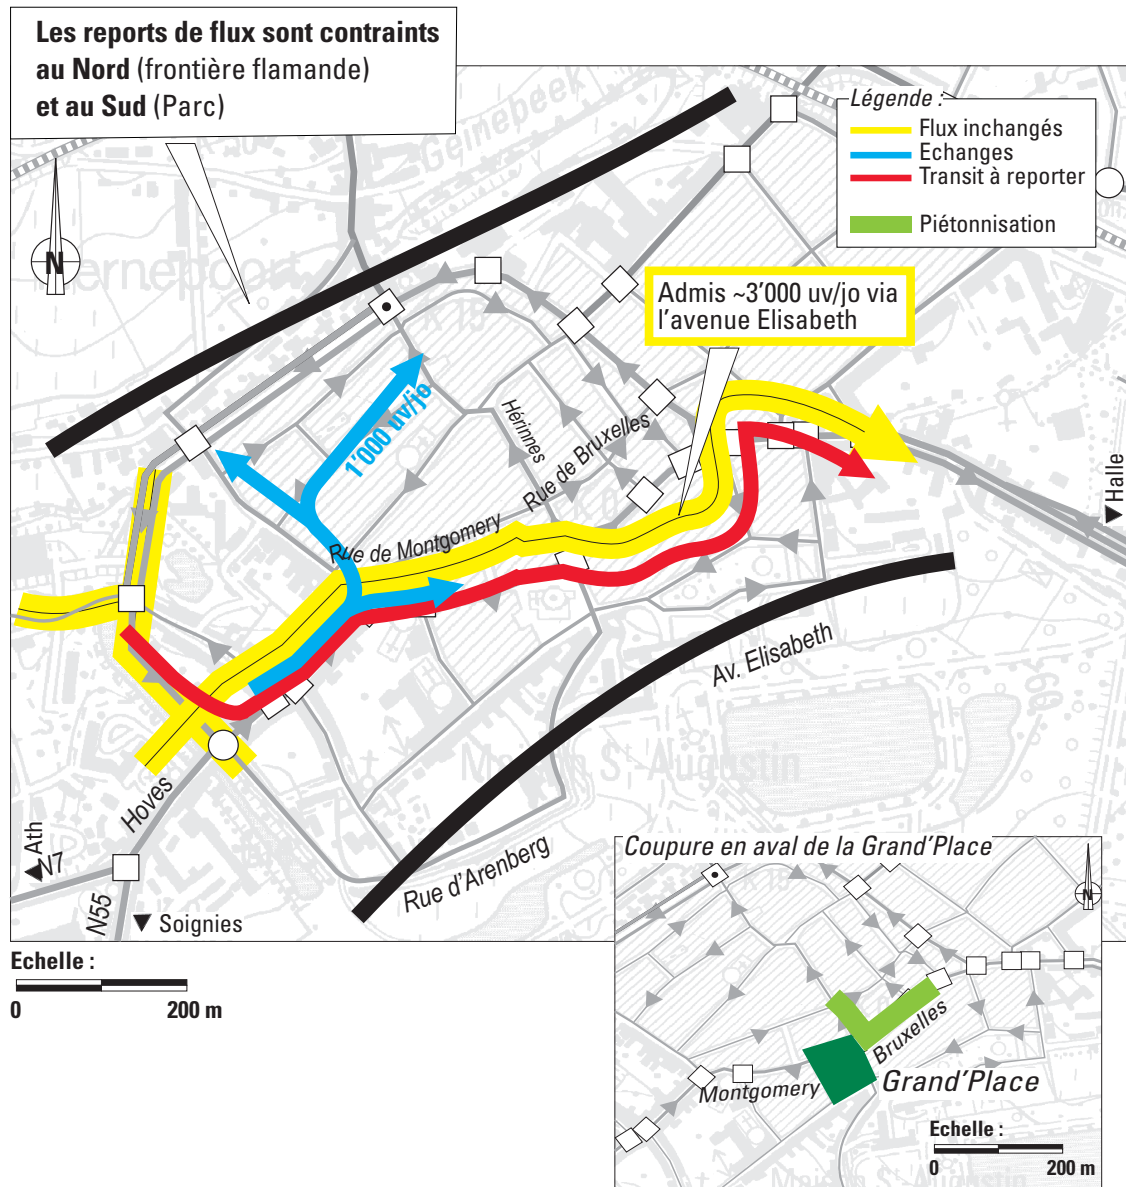 Les reports de flux sont contraints
au Nord (frontière flamande)
et au Sud (Parc)
Légende :
Flux inchangés
Echanges
Transit à reporter
Piétonnisation
Admis ~3'000 uv/jo via
l'avenue Elisabeth
N
1'000 uv/jo
Hérinnes
Rue de Bruxelles
Rue de Montgomery
Halle
Av. Elisabeth
Hoves
Ath
N7
N55
Soignies
Rue d'Arenberg
Echelle :
0 200 m
Coupure en aval de la Grand'Place
N
Bruxelles
Montgomery
Grand'Place
Echelle :
0 200 m